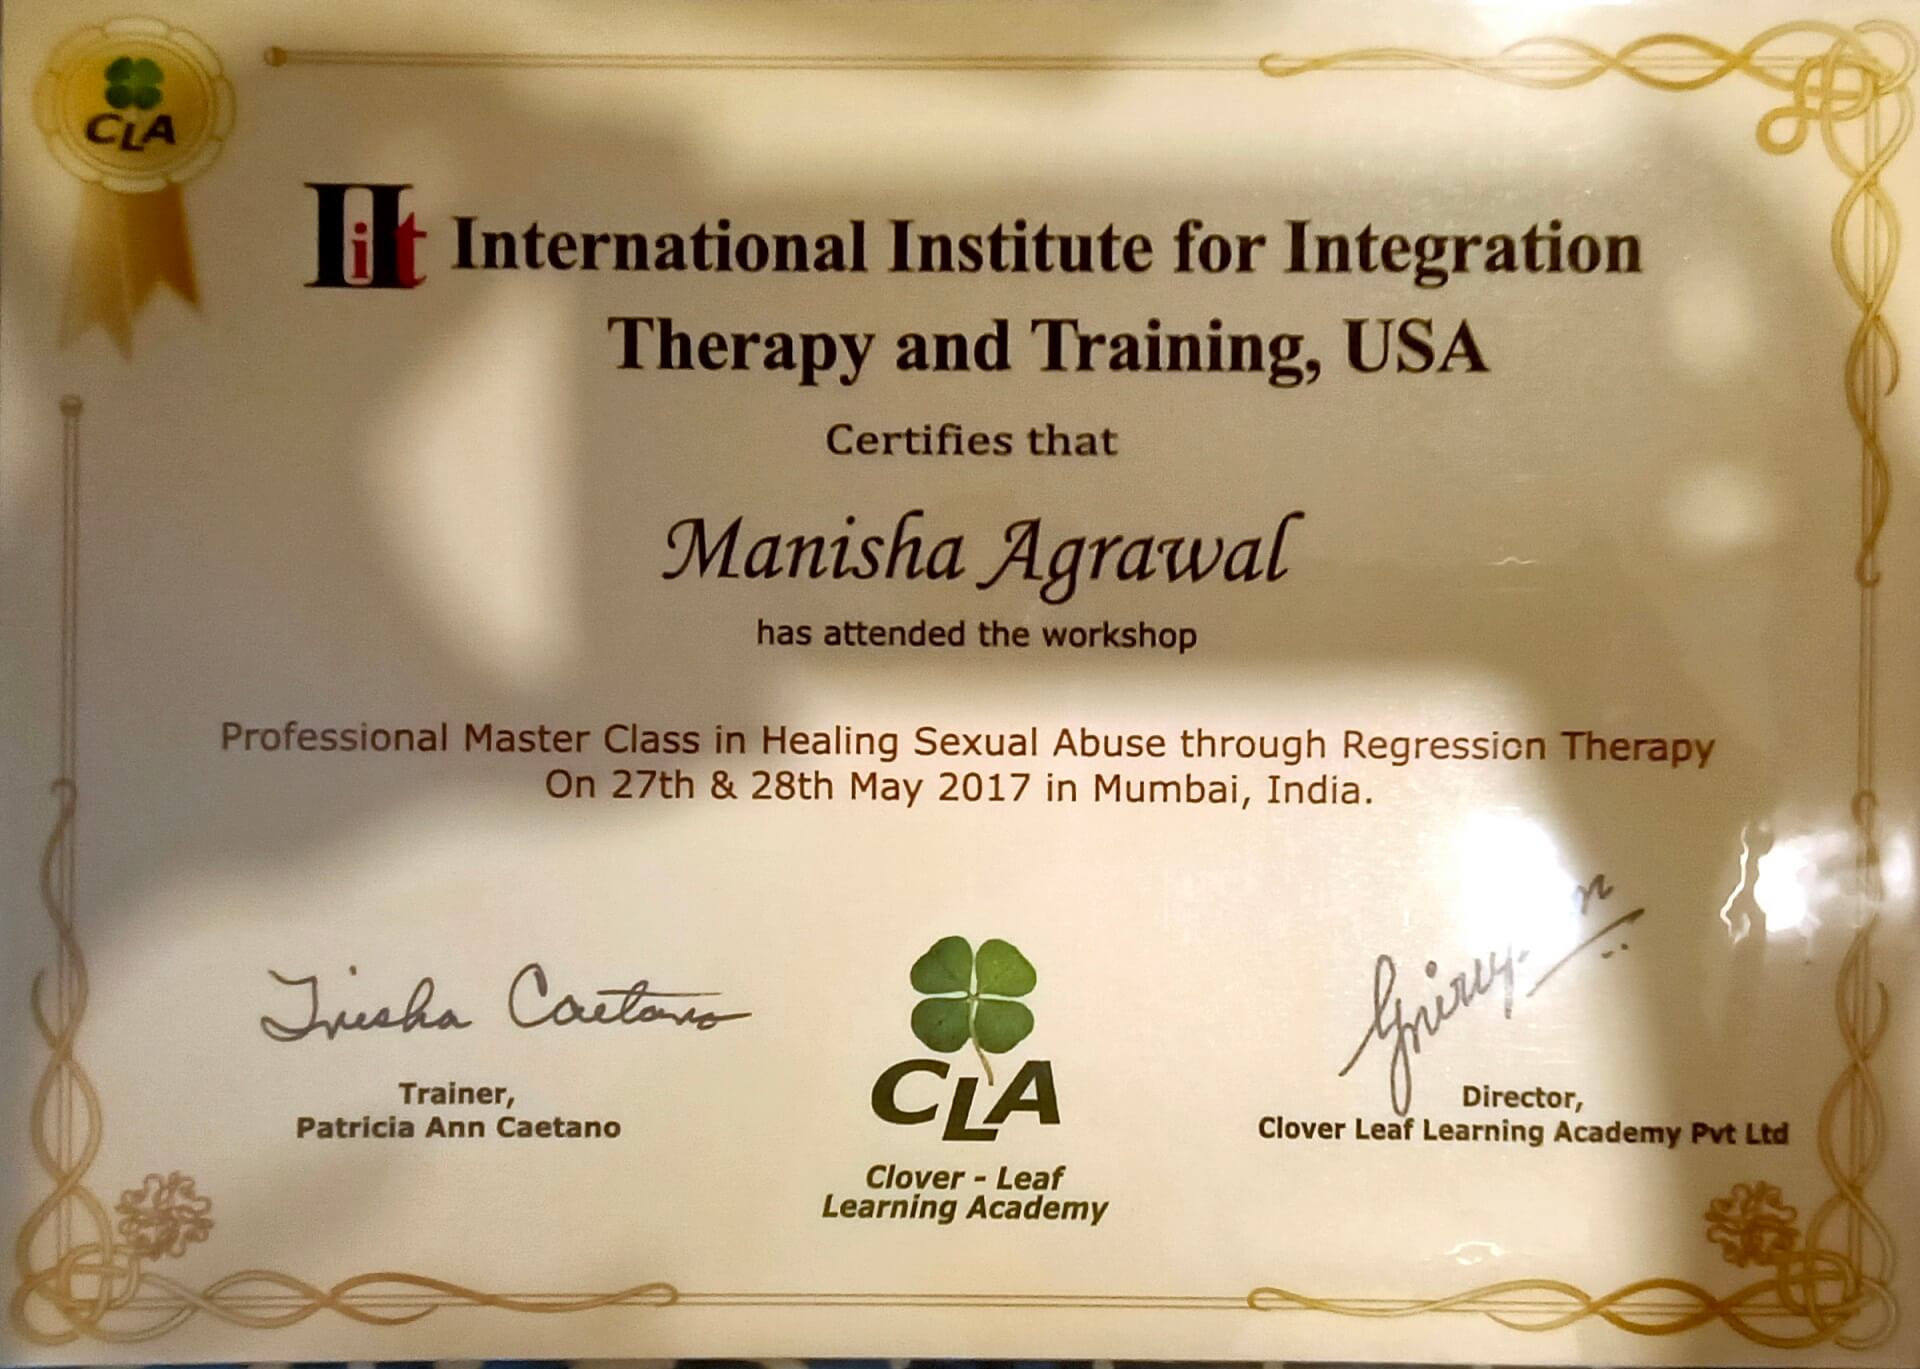 CLA
IIit International Institute for Integration
Therapy and Training, USA
Certifies that
Manisha Agrawal
has attended the workshop
Professional Master Class in Healing Sexual Abuse through Regression Therapy
On 27th & 28th May 2017 in Mumbai, India.
Trisha Caetano
Trainer,
Patricia Ann Caetano
CLA
Clover - Leaf
Learning Academy
Director,
Clover Leaf Learning Academy Pvt Ltd